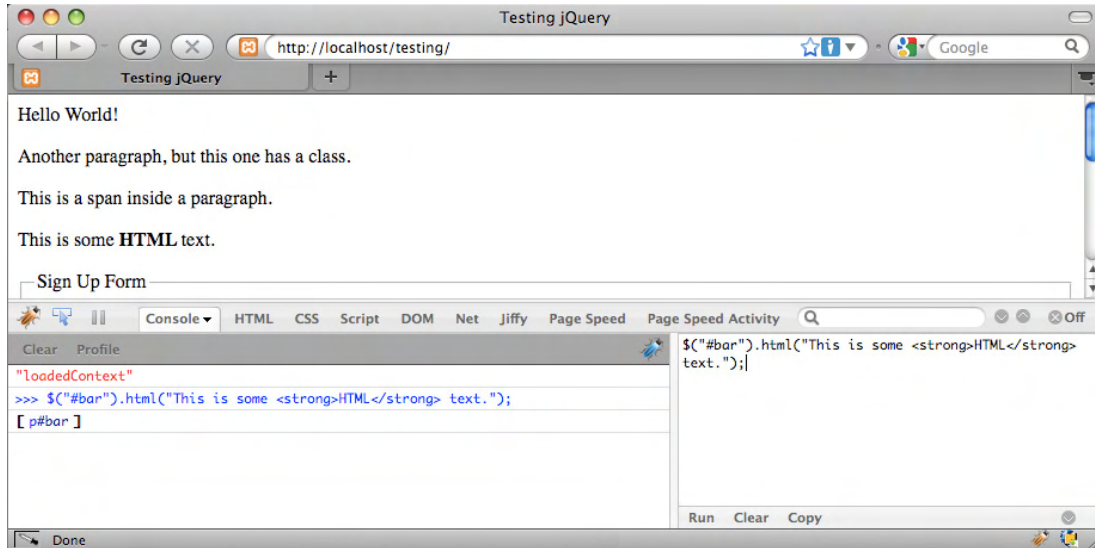 Testing jQuery
http://localhost/testing/
Google
Testing jQuery
+
Hello World!
Another paragraph, but this one has a class.
This is a span inside a paragraph.
This is some HTML text.
Sign Up Form
Console HTML CSS Script DOM Net Jiffy Page Speed Page Speed Activity Off
Clear Profile
"loadedContext"
>>> $("#bar").html("This is some <strong>HTML</strong> text.");
[ p#bar ]
$("#bar").html("This is some <strong>HTML</strong>
text.");
Run Clear Copy
Done